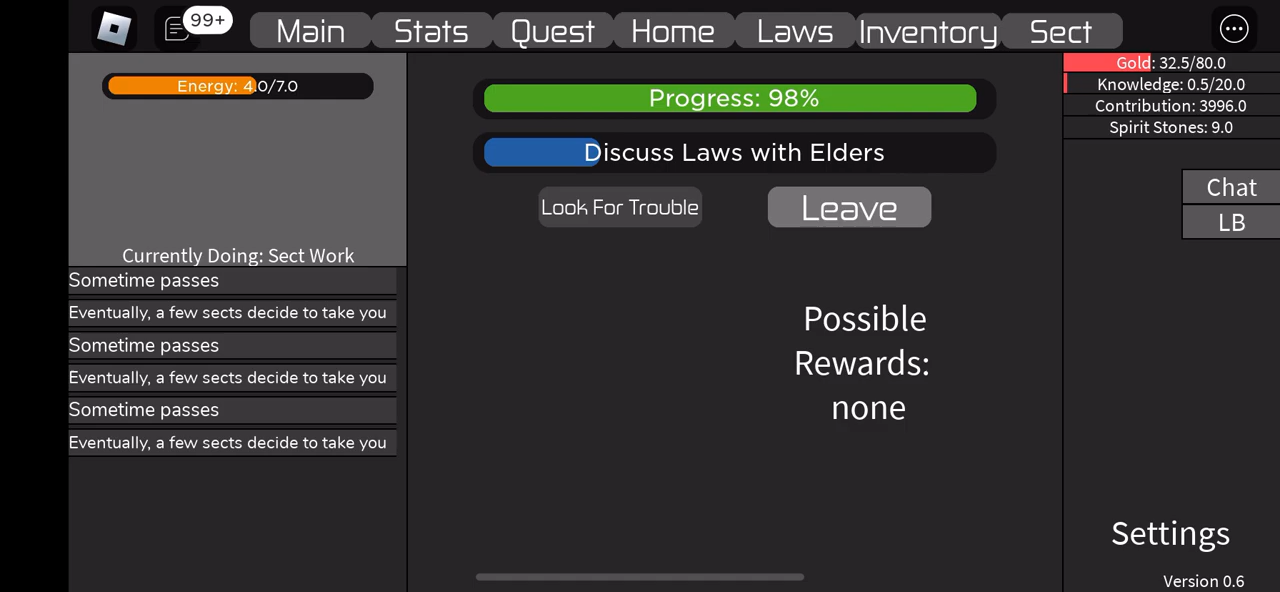 99+
Main
Stats
Quest
Home
Laws
Inventory
Sect
Energy: 4.0/7.0
Currently Doing: Sect Work
Sometime passes
Eventually, a few sects decide to take you
Sometime passes
Eventually, a few sects decide to take you
Sometime passes
Eventually, a few sects decide to take you
Progress: 98%
Discuss Laws with Elders
Look For Trouble
Leave
Possible
Rewards:
none
Gold: 32.5/80.0
Knowledge: 0.5/20.0
Contribution: 3996.0
Spirit Stones: 9.0
Chat
LB
Settings
Version 0.6